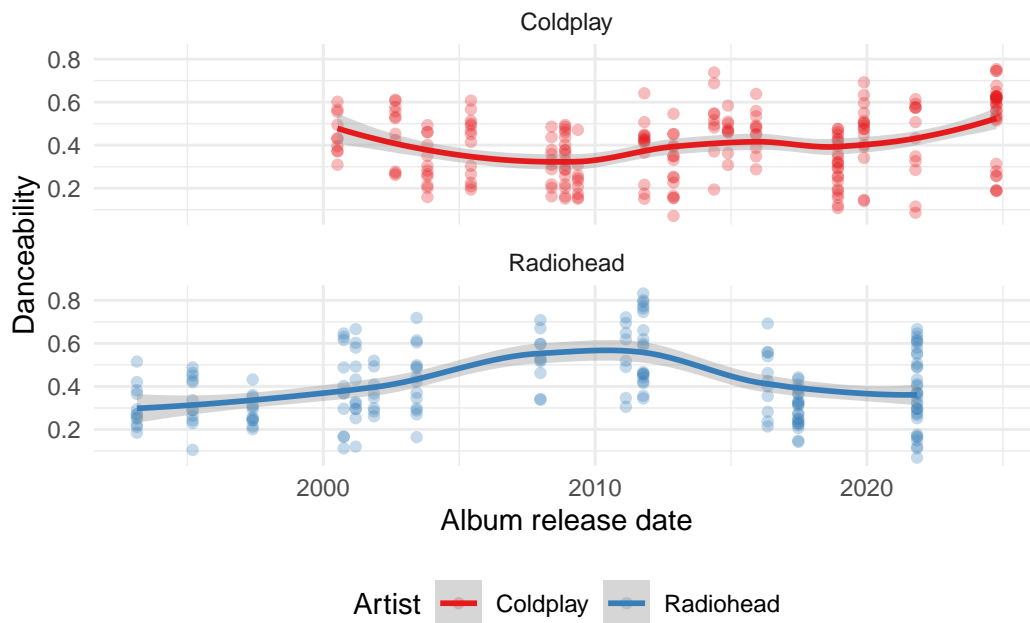 Coldplay
0.8
0.6
0.4
0.2
Danceability
Radiohead
0.8
0.6
0.4
0.2
2000 2010 2020
Album release date
Artist Coldplay Radiohead